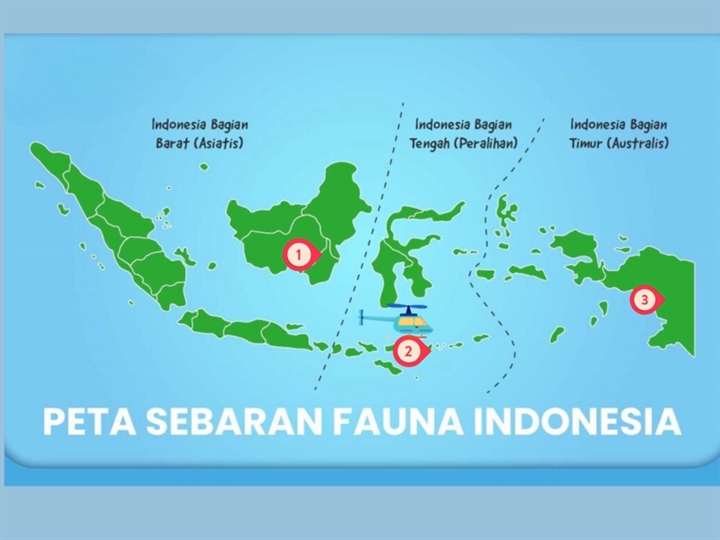 Indonesia Bagian
Barat (Asiatis)
Indonesia Bagian
Tengah (Peralihan)
Indonesia Bagian
Timur (Australis)
1
3
2
PETA SEBARAN FAUNA INDONESIA